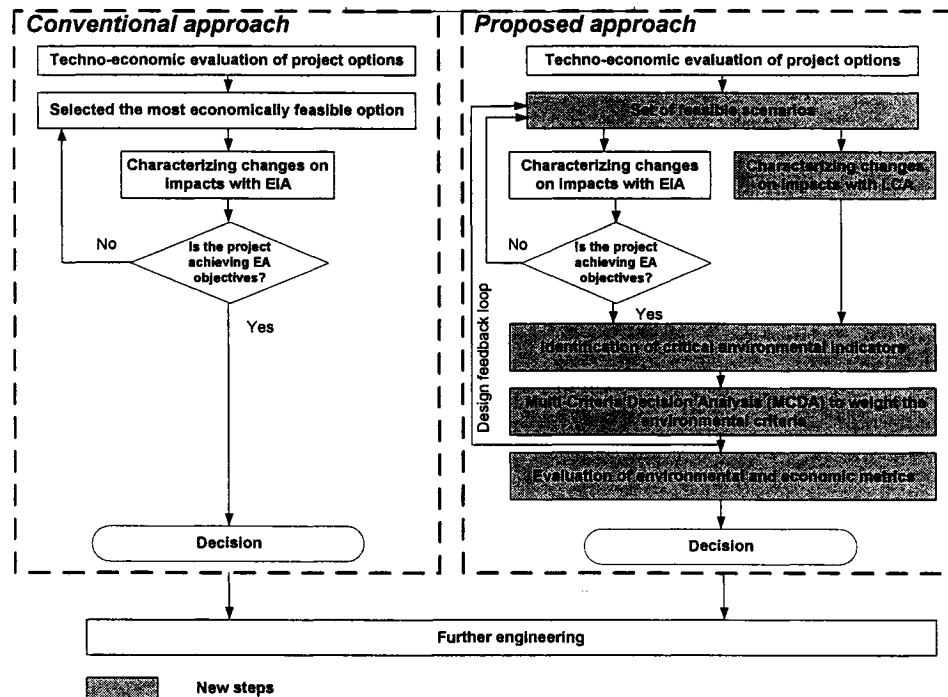 Conventional approach
Techno-economic evaluation of project options
Selected the most economically feasible option
Characterizing changes on
impacts with EIA
No
Is the project
achieving EA
objectives?
Yes
Decision
Proposed approach
Techno-economic evaluation of project options
Set of feasible scenarios
Characterizing changes
on impacts with EIA
Characterizing changes
on impacts with LCA
No
Is the project
achieving EA
objectives?
Yes
Design feedback loop
Identification of critical environmental indicators
Multi-Criteria Decision Analysis (MCDA) to weight the
environmental criteria
Evaluation of environmental and economic metrics
Decision
Further engineering
New steps